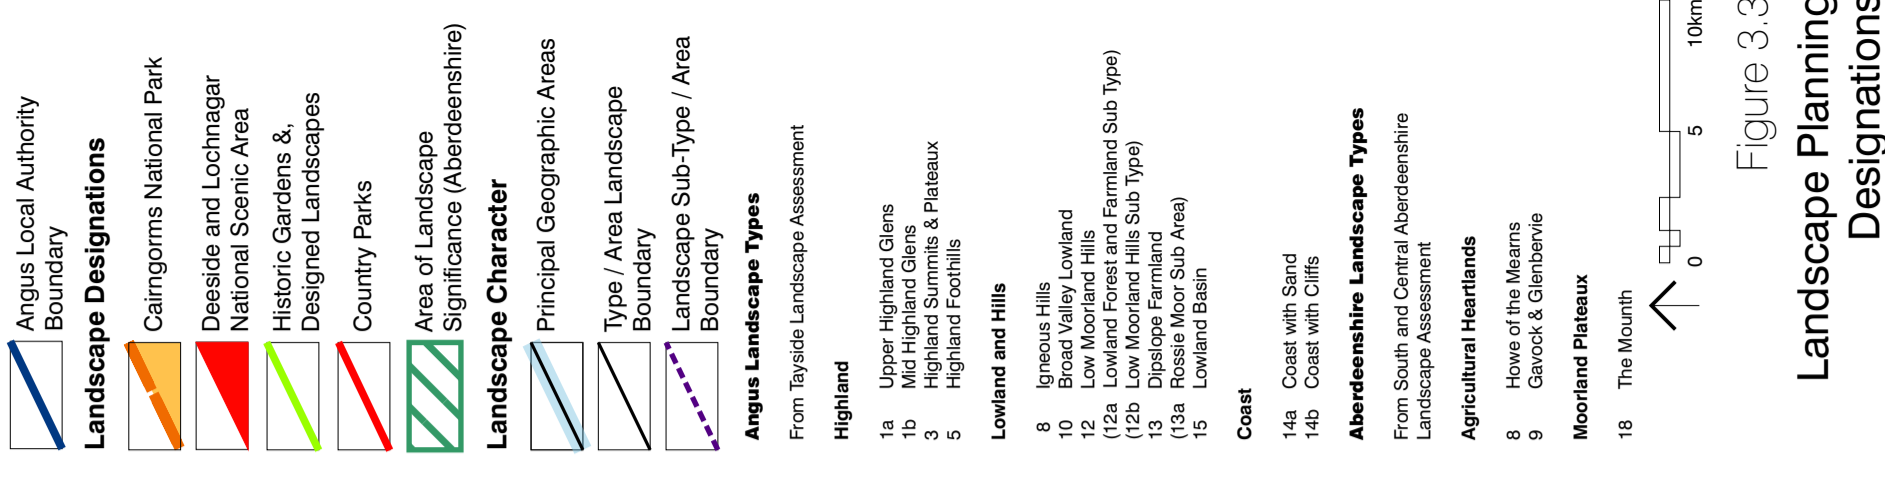 Angus Local Authority
Boundary
Landscape Designations
Cairngorms National Park
Deeside and Lochnagar
National Scenic Area
Historic Gardens &,
Designed Landscapes
Country Parks
Area of Landscape
Significance (Aberdeenshire)
Landscape Character
Principal Geographic Areas
Type / Area Landscape
Boundary
Landscape Sub-Type / Area
Boundary
Angus Landscape Types
From Tayside Landscape Assessment
Highland
1a Upper Highland Glens
1b Mid Highland Glens
3 Highland Summits & Plateaux
5 Highland Foothills
Lowland and Hills
8 Igneous Hills
10 Broad Valley Lowland
12 Low Moorland Hills
(12a Lowland Forest and Farmland Sub Type)
(12b Low Moorland Hills Sub Type)
13 Dipslope Farmland
(13a Rossie Moor Sub Area)
15 Lowland Basin
Coast
14a Coast with Sand
14b Coast with Cliffs
Aberdeenshire Landscape Types
From South and Central Aberdeenshire
Landscape Assessment
Agricultural Heartlands
8 Howe of the Mearns
9 Gavock & Glenbervie
Moorland Plateaux
18 The Mounth
0 5 10km
Figure 3.3
Landscape Planning
Designations